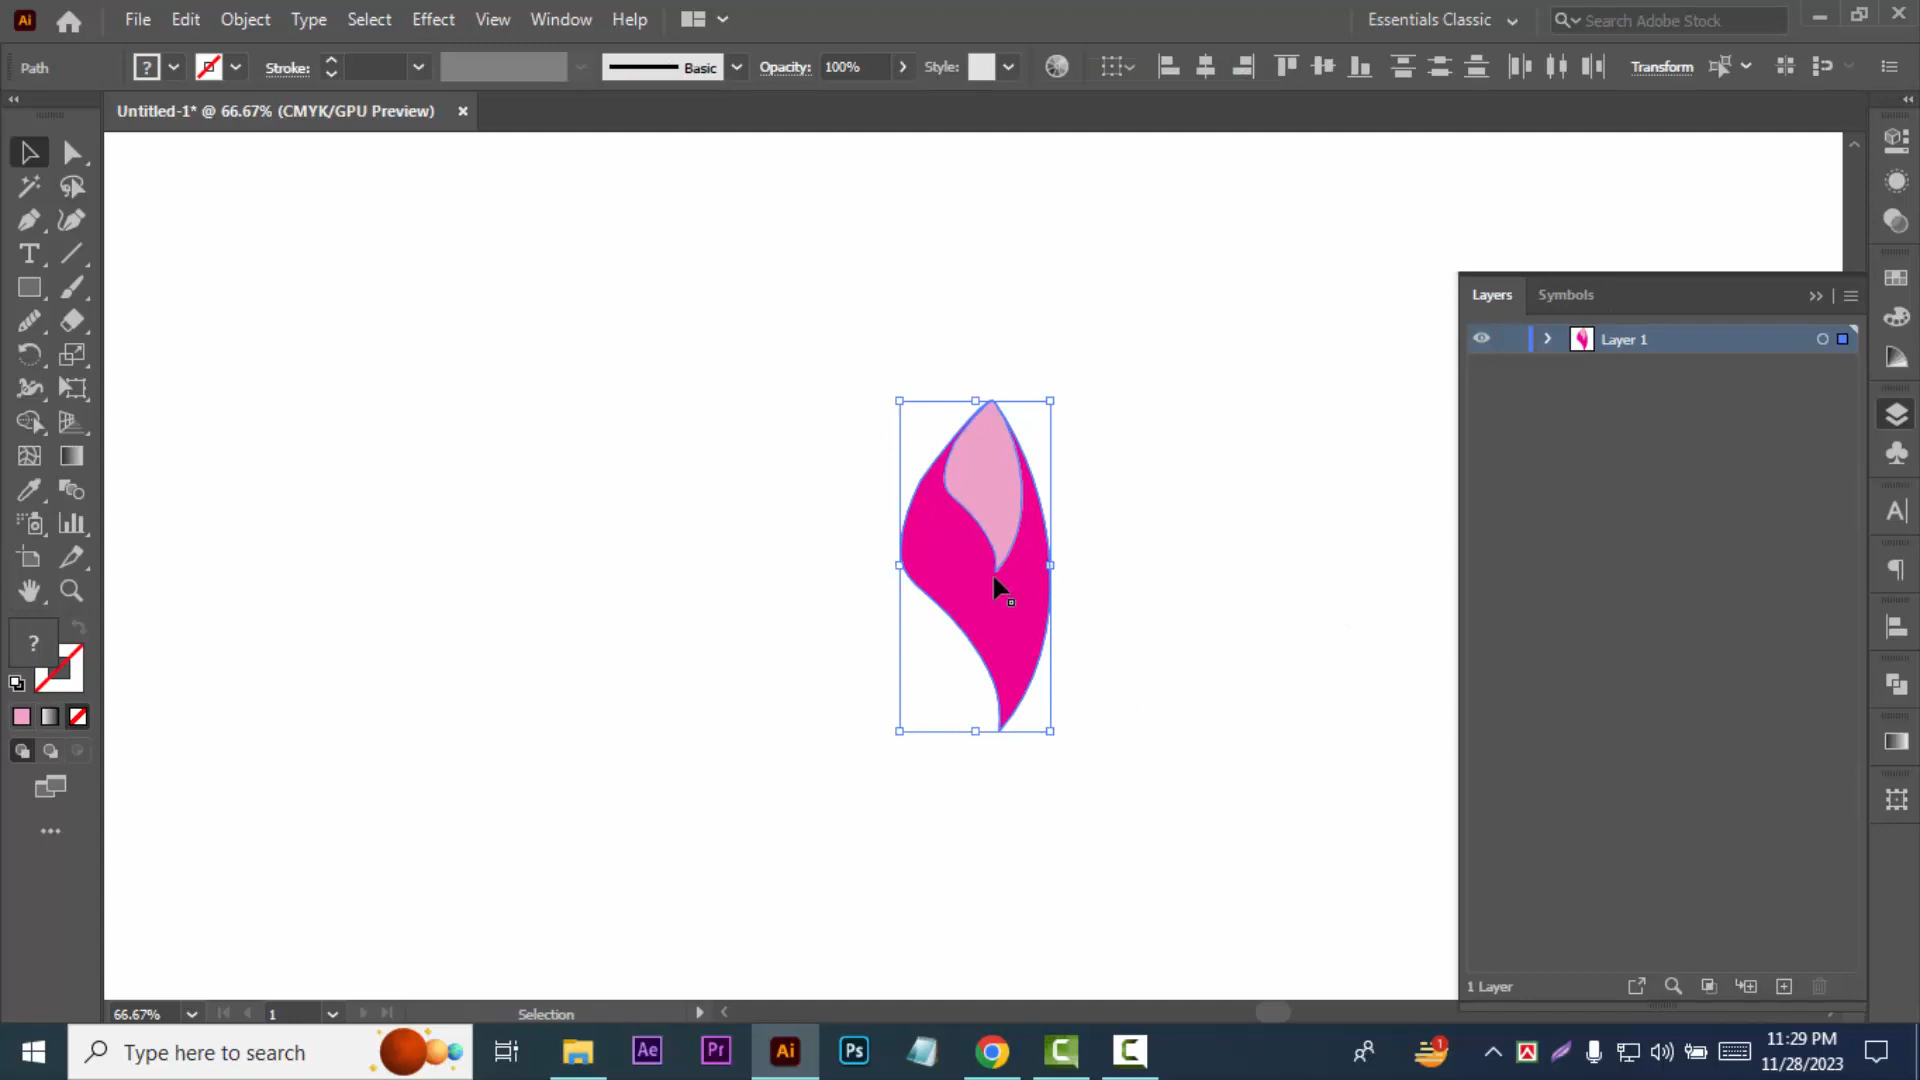 Ai File Edit Object Type Select Effect View Window Help Essentials Classic Search Adobe Stock
Path ? Stroke: Basic Opacity: 100% Style: Transform
Untitled-1* @ 66.67% (CMYK/GPU Preview)
Layers Symbols
Layer 1
?
1 Layer
66.67% 1 Selection
Type here to search Ae Pr Ai Ps 1 11:29 PM
11/28/2023